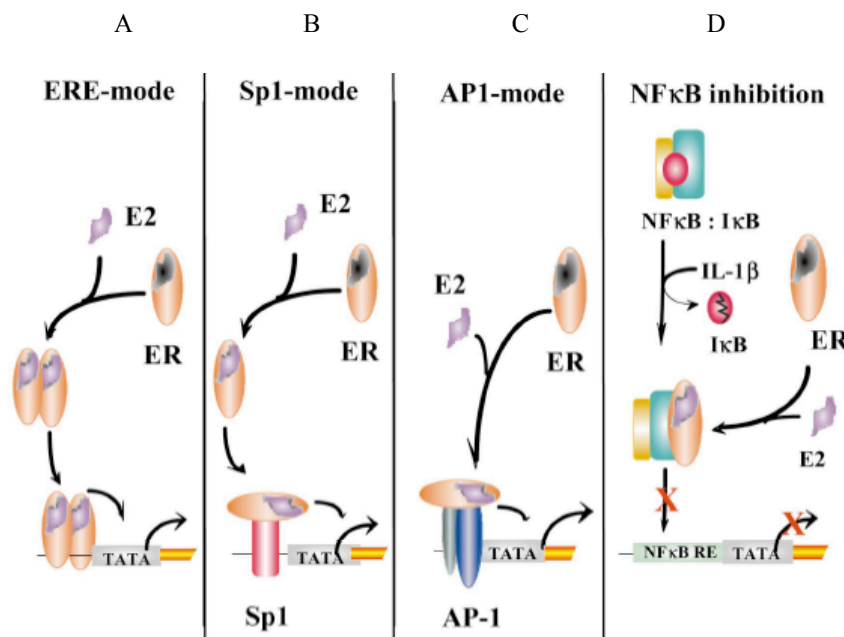 A
B
C
D
ERE-mode
Sp1-mode
AP1-mode
NFκB inhibition
E2
ER
TATA
E2
ER
TATA
Sp1
E2
ER
TATA
AP-1
NFκB : IκB
IL-1β
IκB
ER
E2
X
NFκB RE
TATA
X